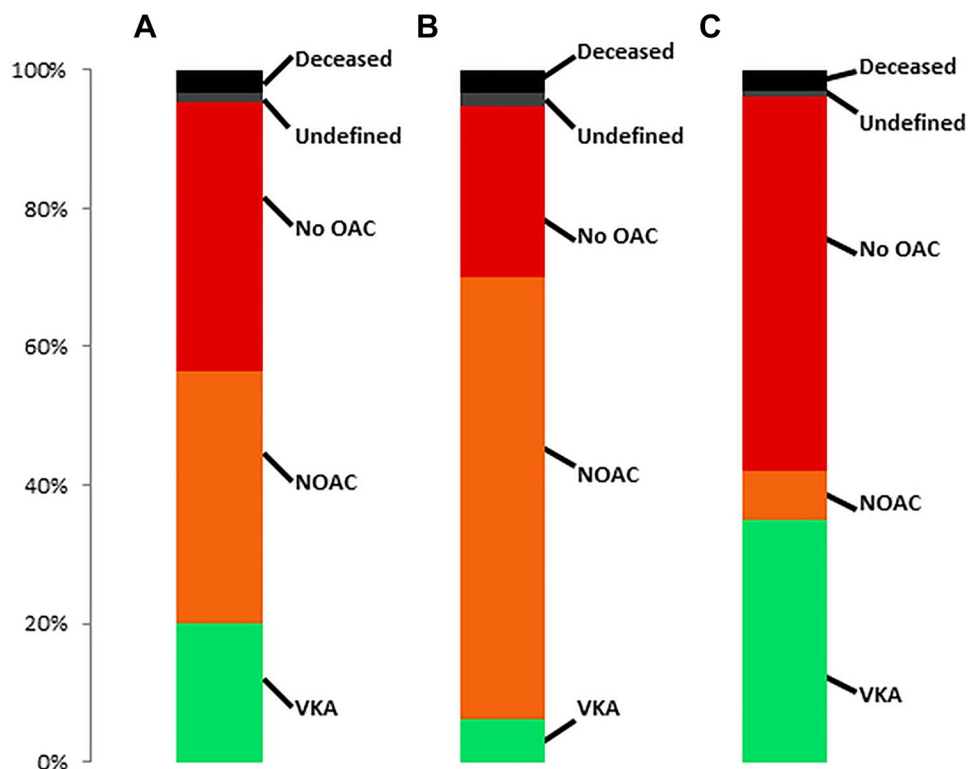 A
B
C
100%
80%
60%
40%
20%
0%
Deceased
Undefined
No OAC
NOAC
VKA
Deceased
Undefined
No OAC
NOAC
VKA
Deceased
Undefined
No OAC
NOAC
VKA